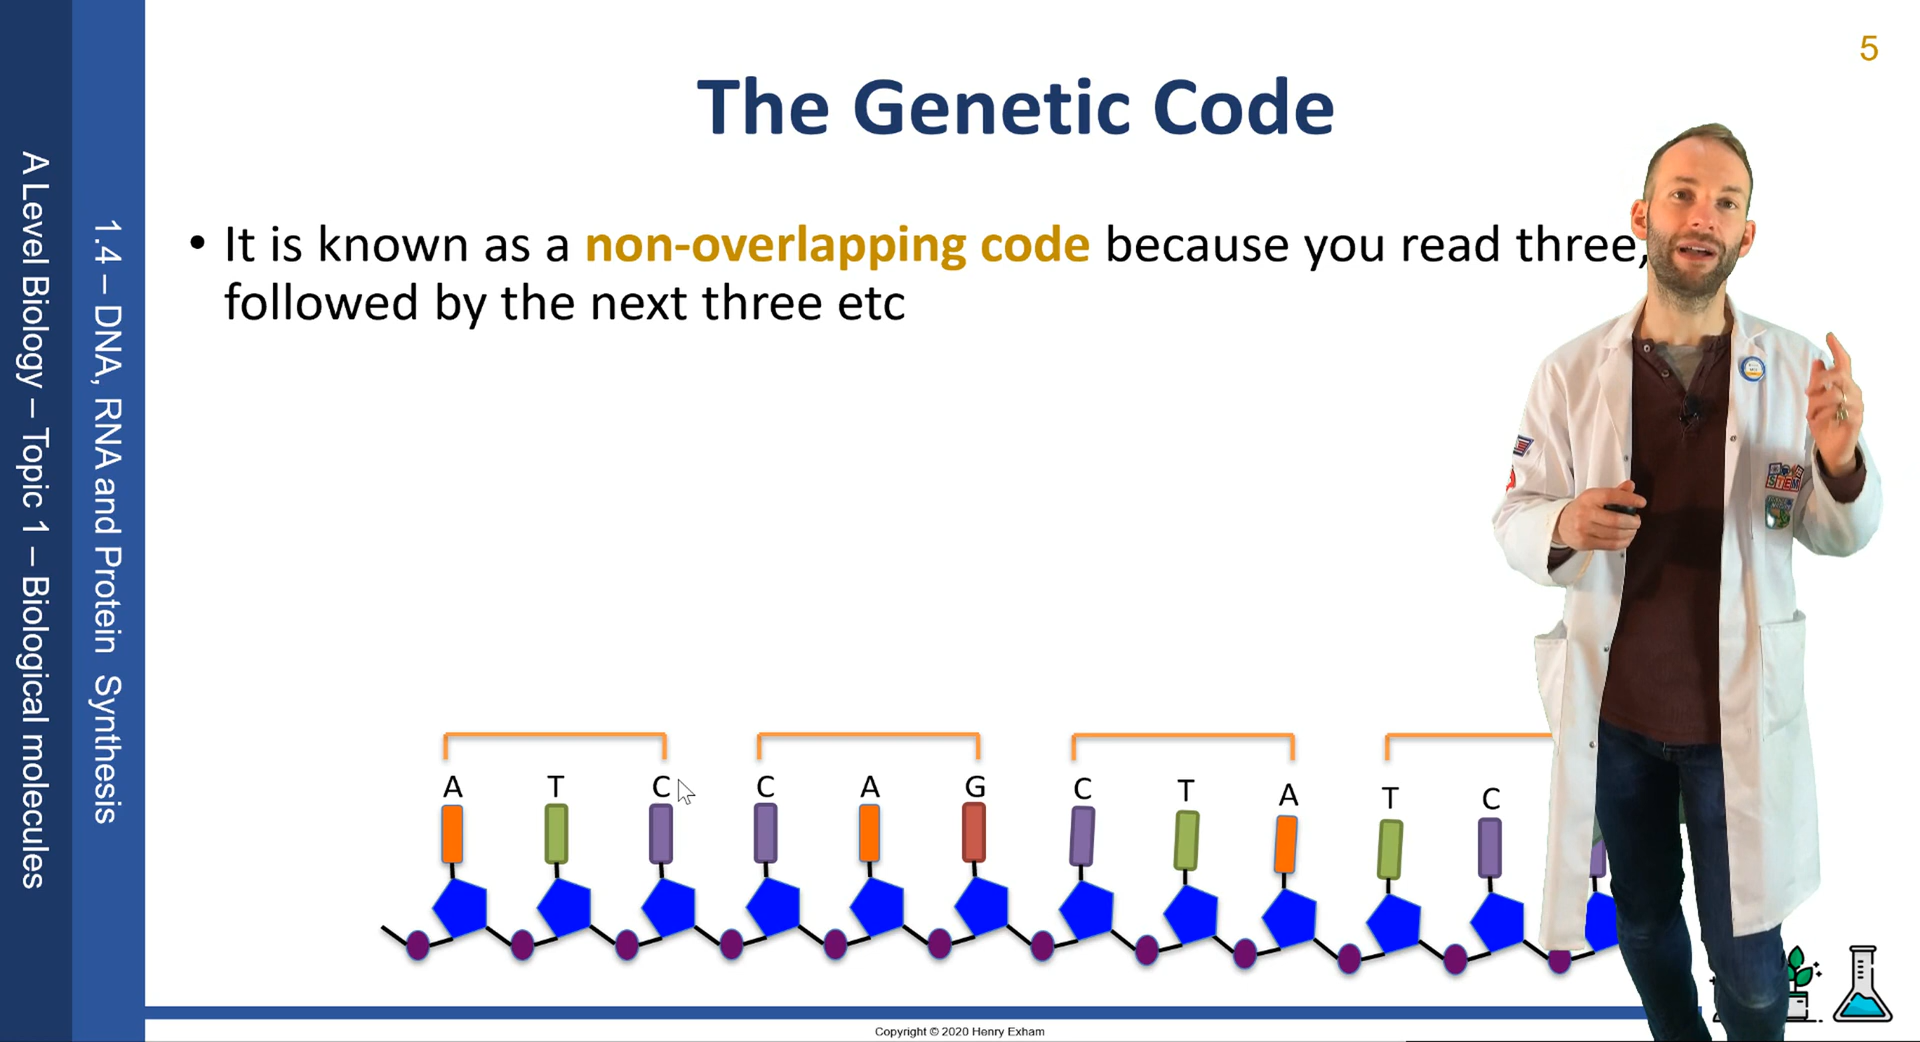 5
The Genetic Code
A Level Biology – Topic 1 – Biological molecules
1.4 – DNA, RNA and Protein Synthesis
• It is known as a non-overlapping code because you read three,
followed by the next three etc
A T C C A G C T A T C
STEM
Copyright © 2020 Henry Exham